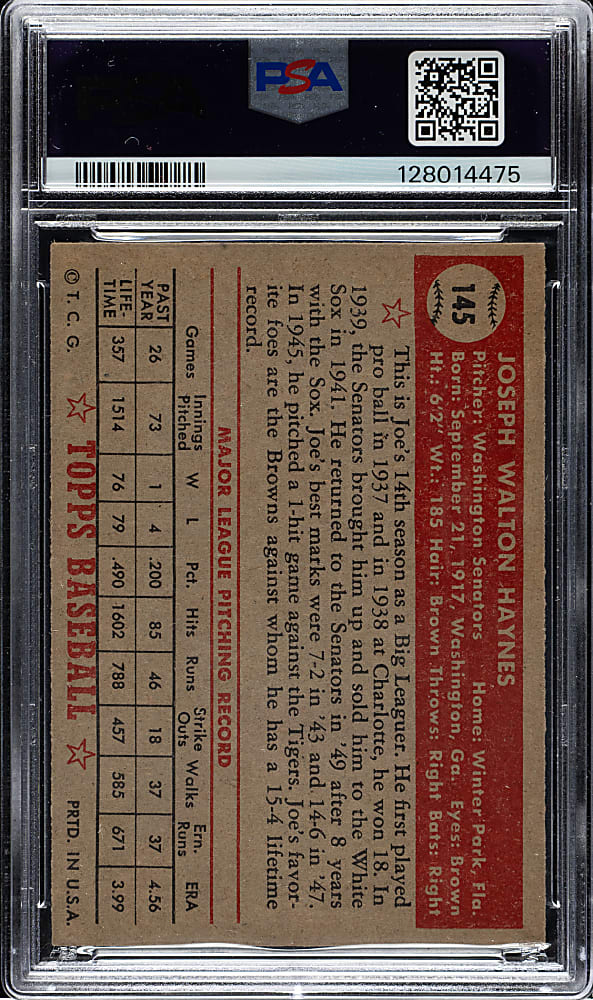 PSA
128014475
145
JOSEPH WALTON HAYNES
Pitcher: Washington Senators Home: Winter Park, Fla.
Born: September 21, 1917, Washington, Ga. Eyes: Brown
Ht.: 6'2" Wt.: 185 Hair: Brown Throws: Right Bats: Right
This is Joe's 14th season as a Big Leaguer. He first played
pro ball in 1937 and in 1938 at Charlotte, he won 18. In
1939, the Senators brought him up and sold him to the White
Sox in 1941. He returned to the Senators in '49 after 8 years
with the Sox. Joe's best marks were 7-2 in '43 and 14-6 in '47.
In 1945, he pitched a 1-hit game against the Tigers. Joe's favor-
ite foes are the Browns against whom he has a 15-4 lifetime
record.
MAJOR LEAGUE PITCHING RECORD
Games Innings Pitched W L Pct. Hits Runs Strike Outs Walks Ern. Runs ERA
PAST YEAR 26 73 1 4 .200 85 46 18 37 37 4.56
LIFE-TIME 357 1514 76 79 .490 1602 788 457 585 671 3.99
© T. C. G. TOPPS BASEBALL PRTD. IN U.S.A.